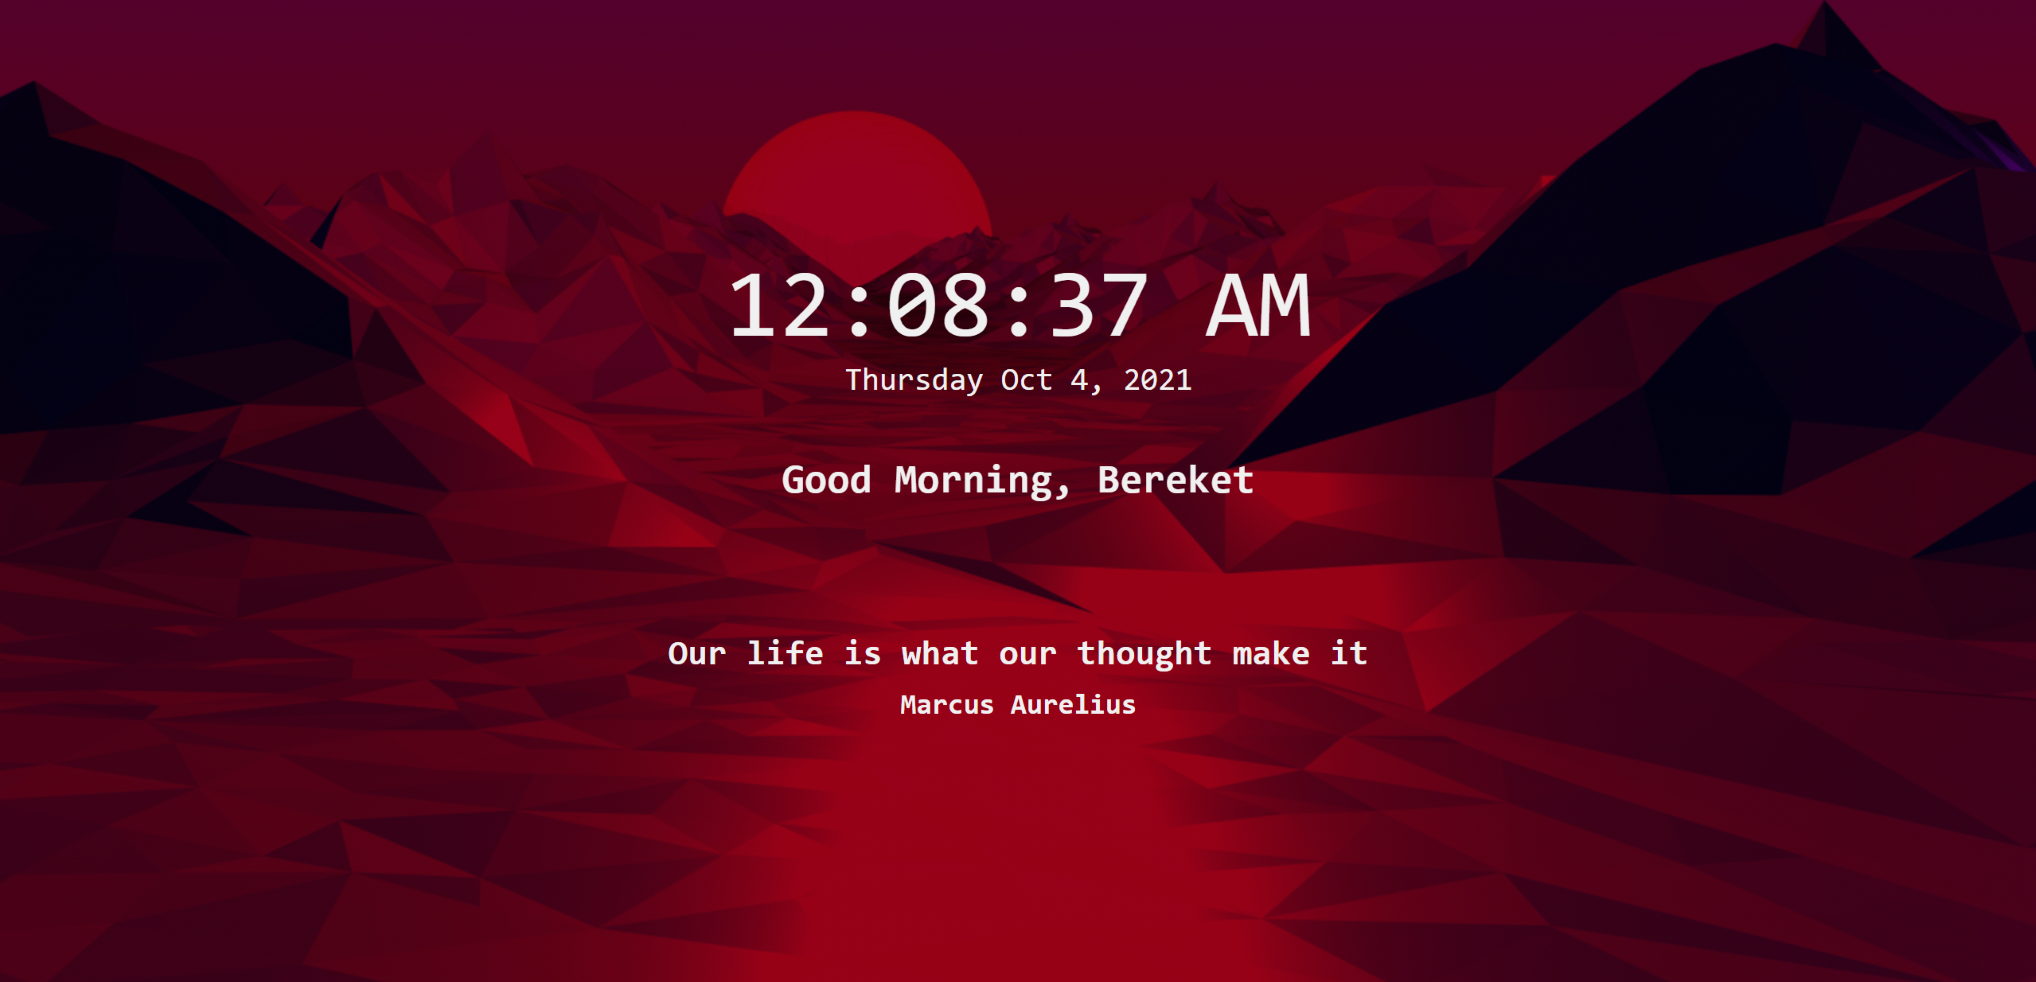 12:08:37 AM
Thursday Oct 4, 2021
Good Morning, Bereket
Our life is what our thought make it
Marcus Aurelius